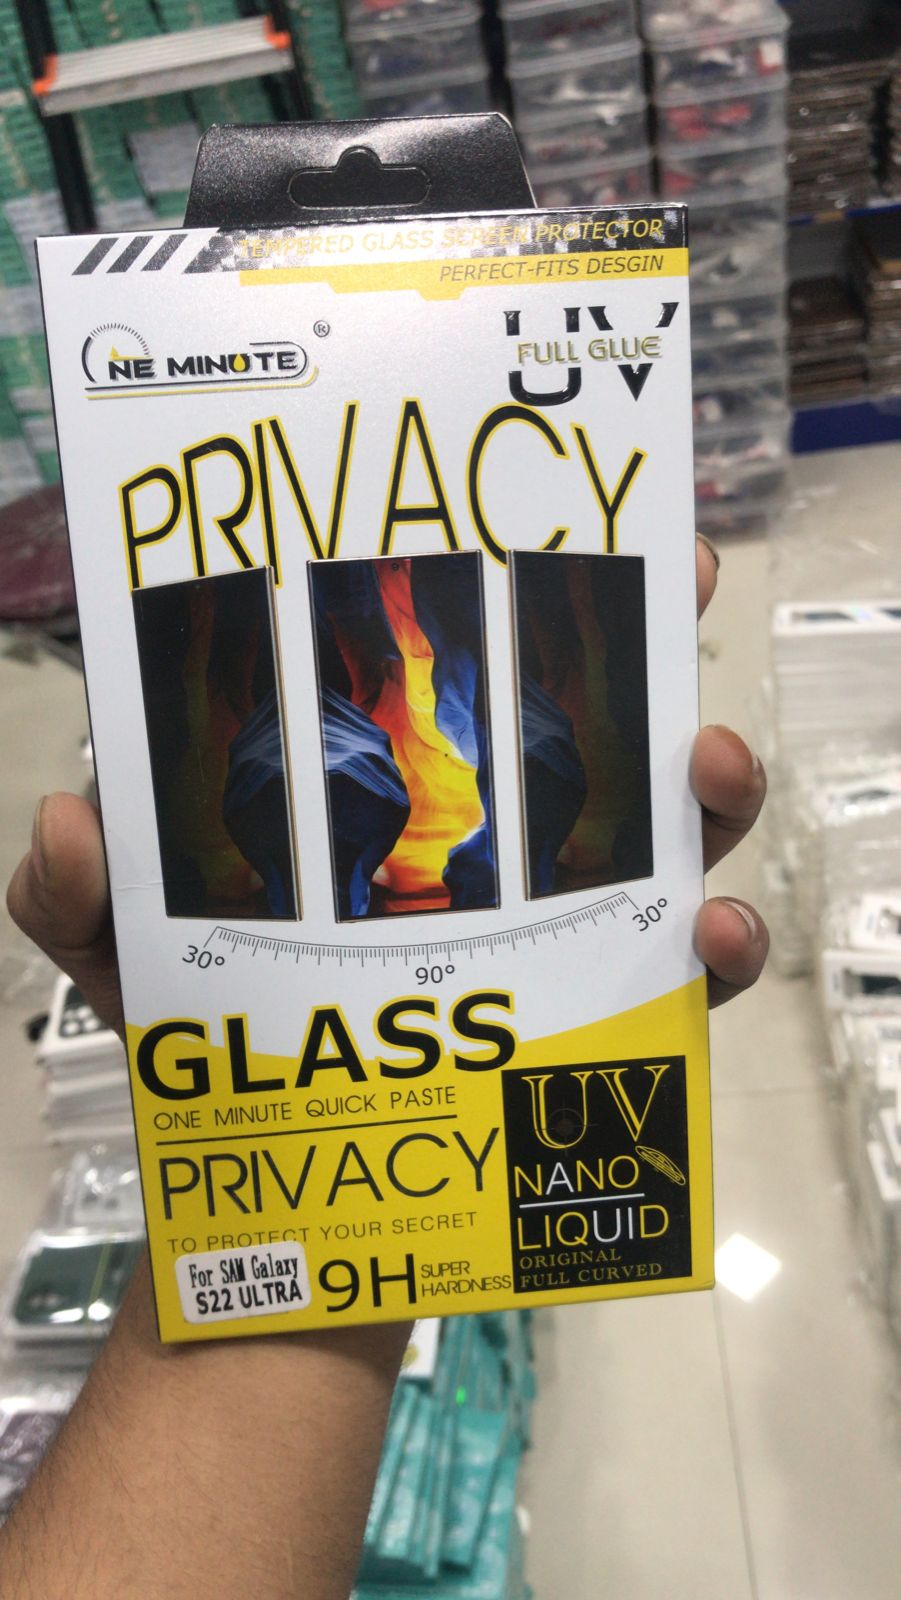 TEMPERED GLASS SCREEN PROTECTOR
PERFECT-FITS DESGIN
ONE MINUTE ®
UV
FULL GLUE
PRIVACY
30° 90° 30°
GLASS
ONE MINUTE QUICK PASTE
PRIVACY
TO PROTECT YOUR SECRET
For SAM Galaxy
S22 ULTRA
9H SUPER
HARDNESS
UV
NANO
LIQUID
ORIGINAL
FULL CURVED